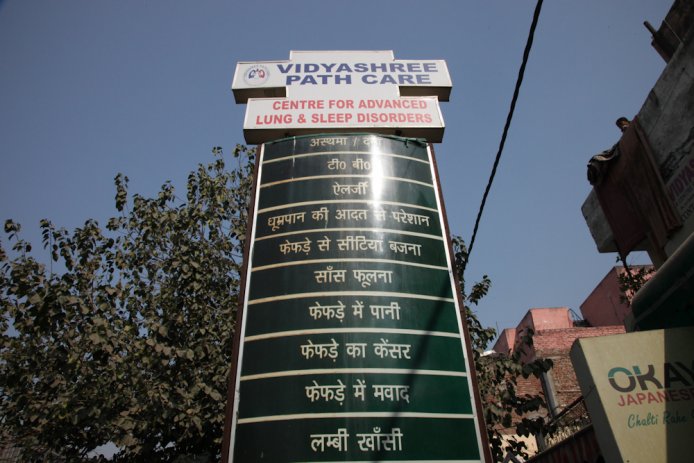 VIDYASHREE
PATH CARE
CENTRE FOR ADVANCED
LUNG & SLEEP DISORDERS
अस्थमा /
टी० बी०
ऐलर्जी
धूम्रपान की आदत से परेशान
फेफड़े से सीटियां बजना
साँस फूलना
फेफड़े में पानी
फेफड़े का केंसर
फेफड़े में मवाद
लम्बी खाँसी
OKAY
JAPANESE
Chalti Rahe